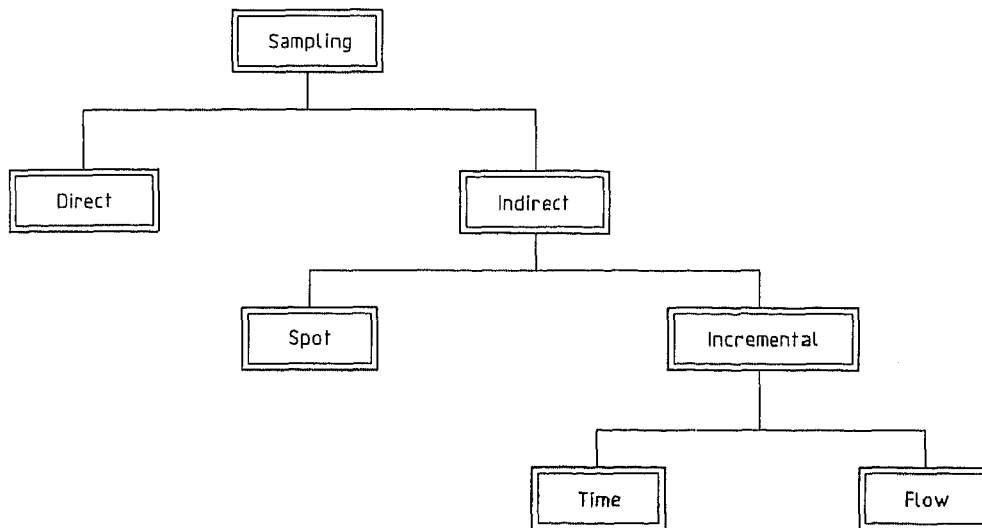 Sampling
Direct
Indirect
Spot
Incremental
Time
Flow